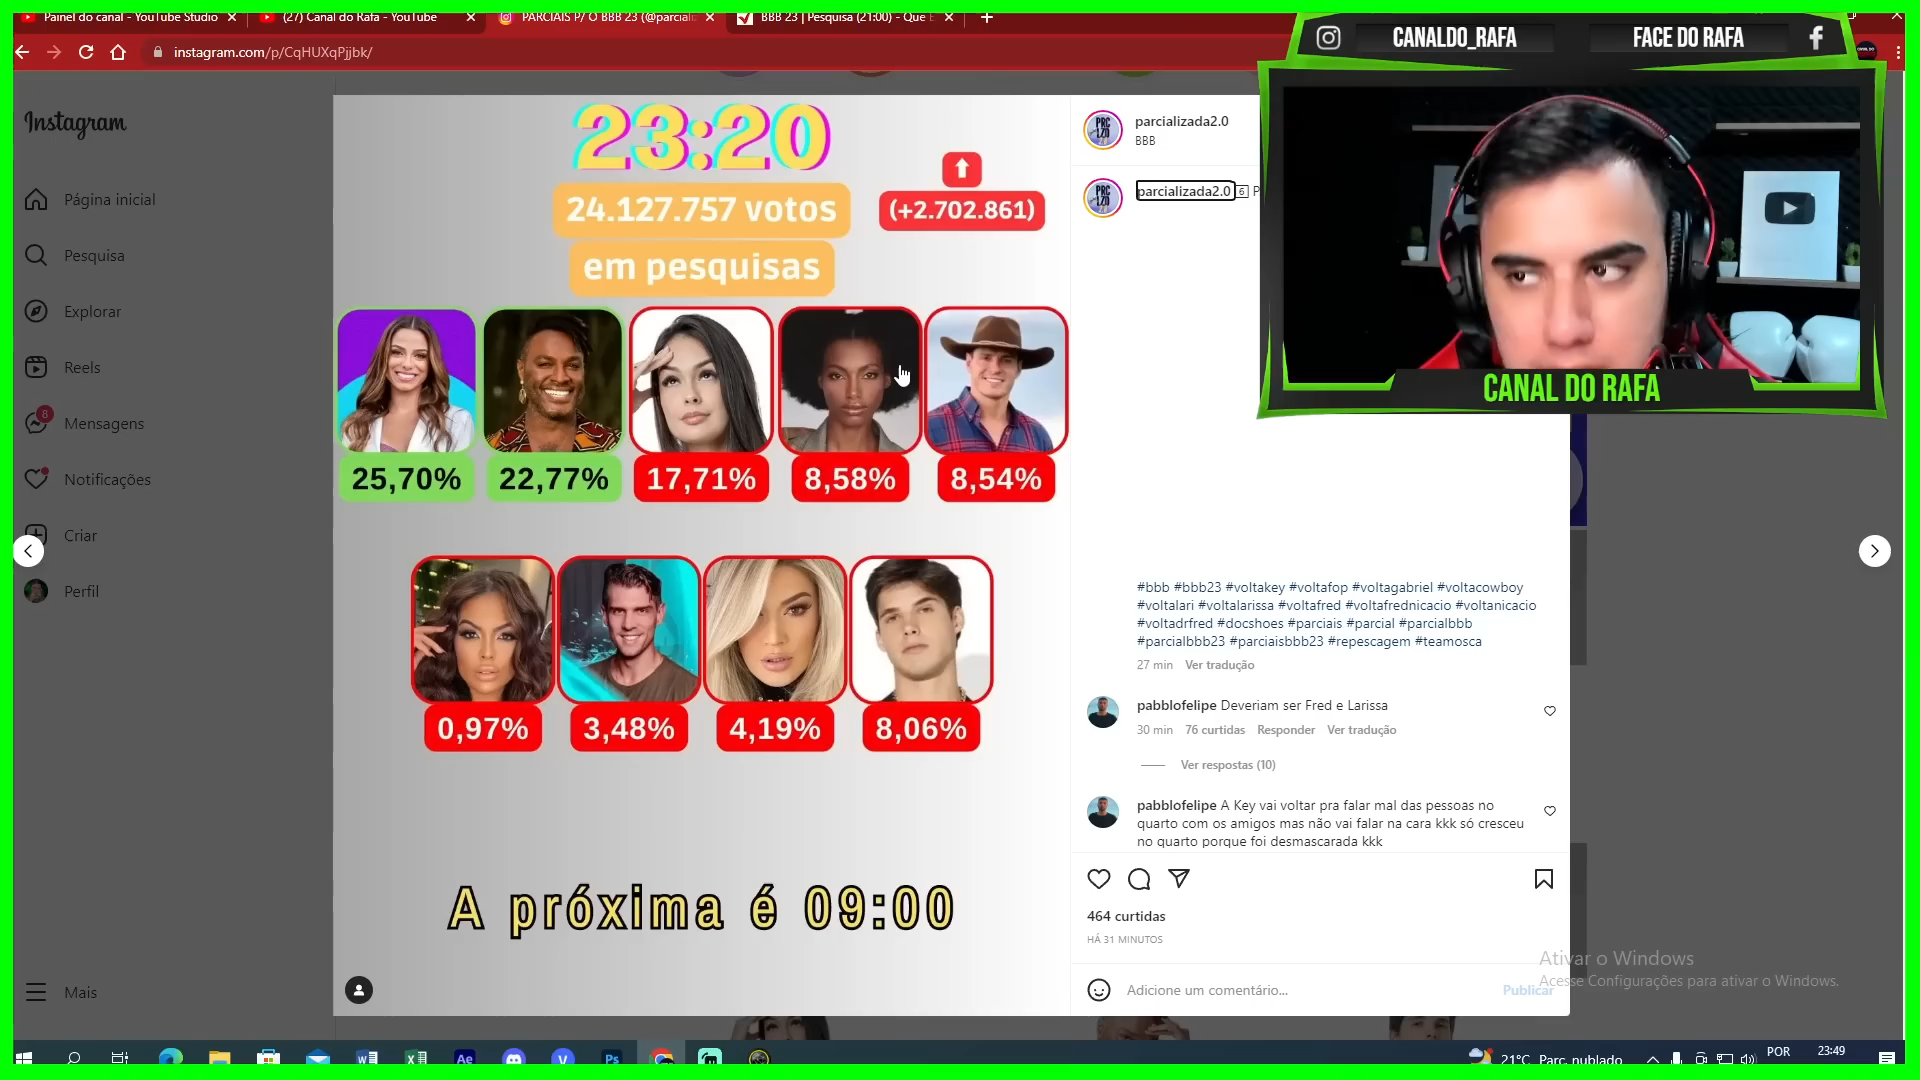 Painel do canal - YouTube Studio
(27) Canal do Rafa - YouTube
PARCIAIS P/ O BBB 23 (@parciali
BBB 23 | Pesquisa (21:00) - Que E
instagram.com/p/CqHUXqPjjbk/
CANALDO_RAFA
FACE DO RAFA
CANAL DO RAFA
Instagram
Página inicial
Pesquisa
Explorar
Reels
8
Mensagens
Notificações
Criar
Perfil
Mais
23:20
24.127.757 votos
em pesquisas
(+2.702.861)
25,70%
22,77%
17,71%
8,58%
8,54%
0,97%
3,48%
4,19%
8,06%
A próxima é 09:00
parcializada2.0
BBB
parcializada2.0 6 P
#bbb #bbb23 #voltakey #voltafop #voltagabriel #voltacowboy
#voltalari #voltalarissa #voltafred #voltafrednicacio #voltanicacio
#voltadrfred #docshoes #parciais #parcial #parcialbbb
#parcialbbb23 #parciaisbbb23 #repescagem #teamosca
27 min Ver tradução
pabblofelipe Deveriam ser Fred e Larissa
30 min 76 curtidas Responder Ver tradução
Ver respostas (10)
pabblofelipe A Key vai voltar pra falar mal das pessoas no
quarto com os amigos mas não vai falar na cara kkk só cresceu
no quarto porque foi desmascarada kkk
464 curtidas
HÁ 31 MINUTOS
Adicione um comentário...
Publicar
Ativar o Windows
Acesse Configurações para ativar o Windows.
21°C Parc. nublado
POR
23:49